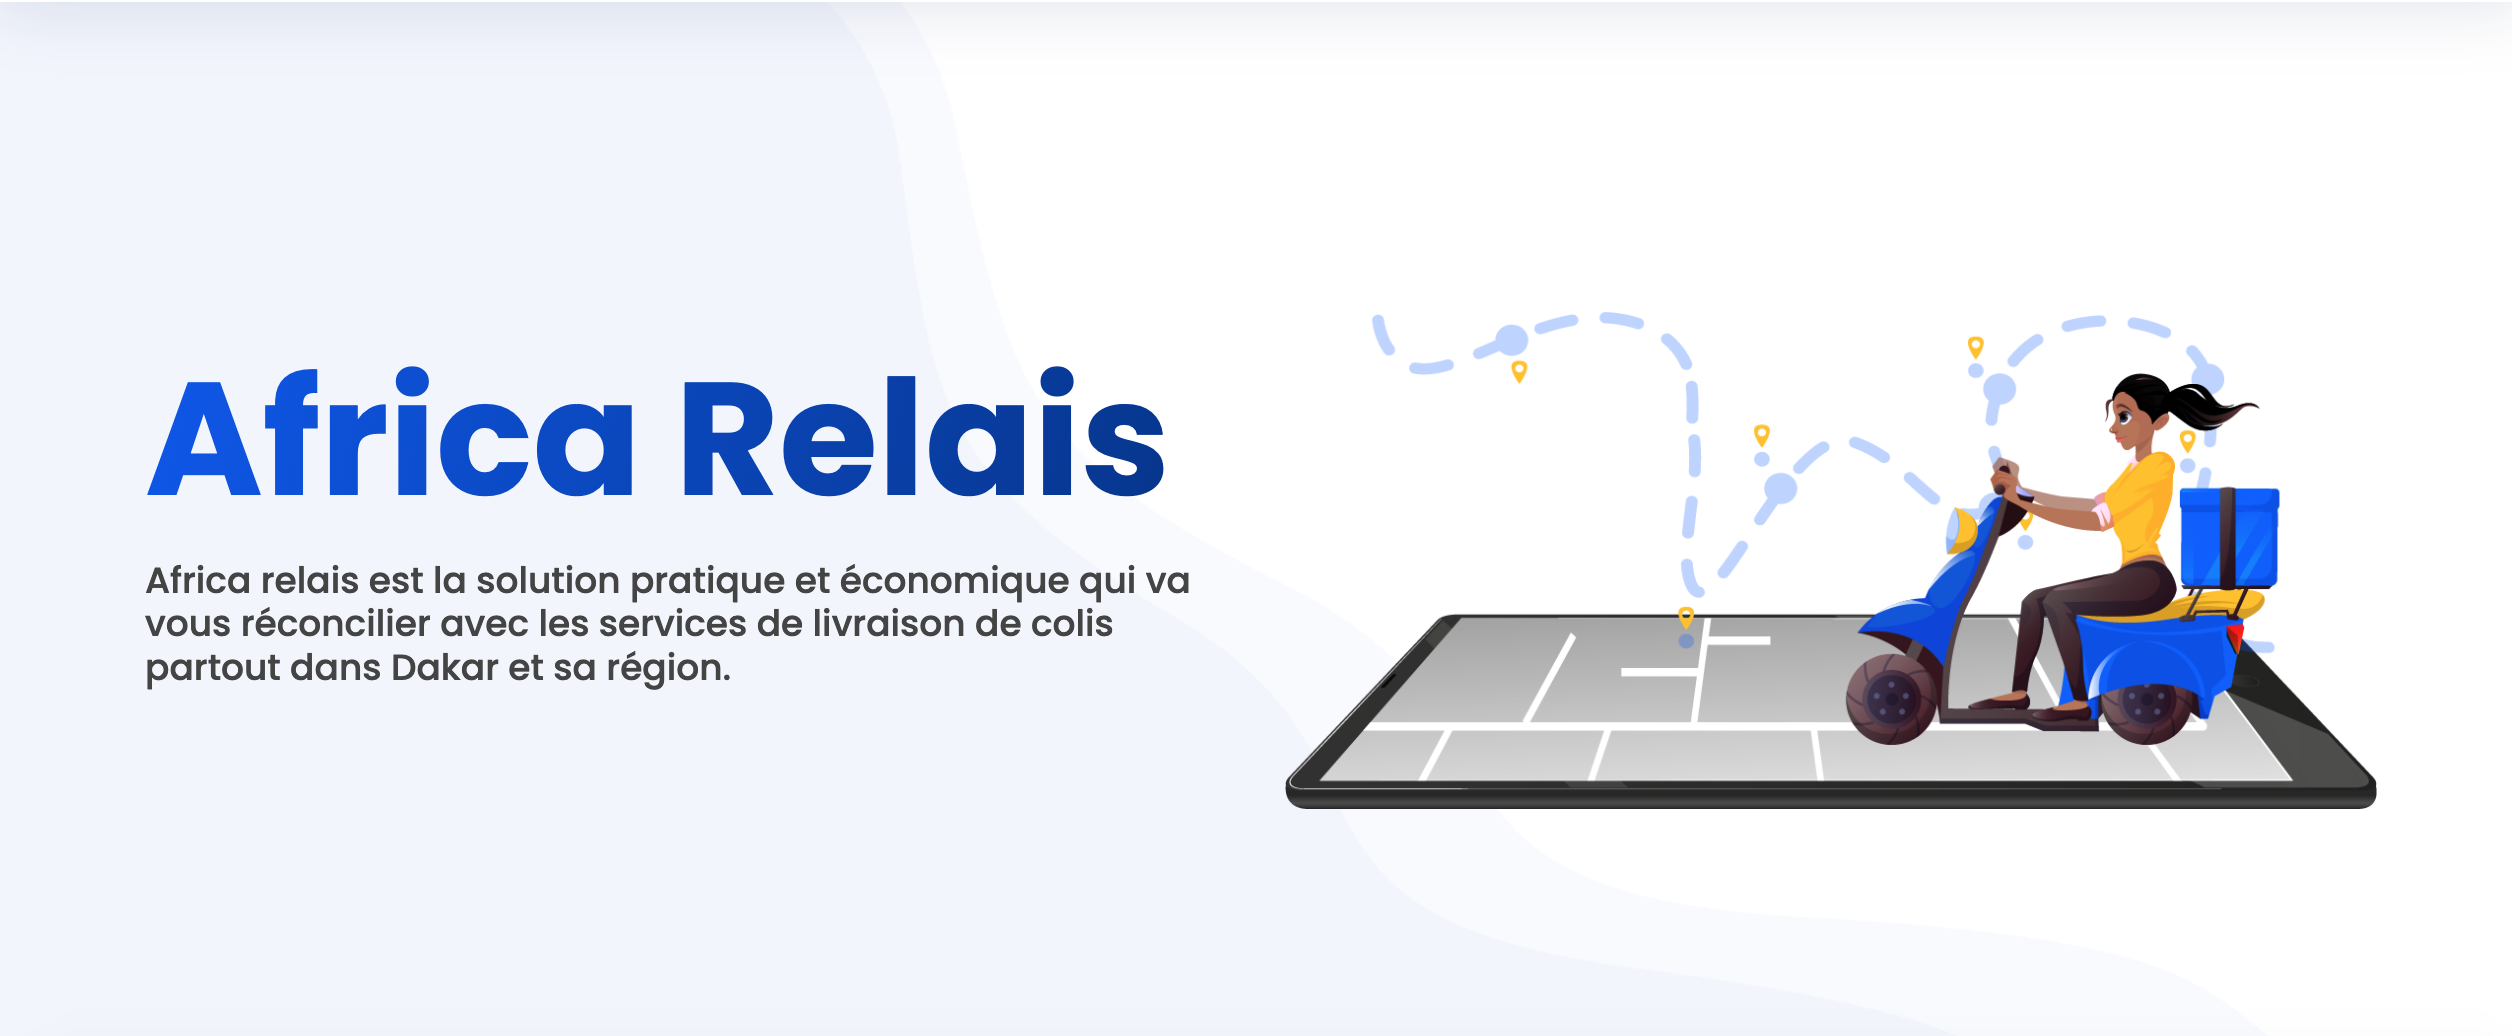 Africa Relais
Africa relais est la solution pratique et économique qui va
vous réconcilier avec les services de livraison de colis
partout dans Dakar et sa région.